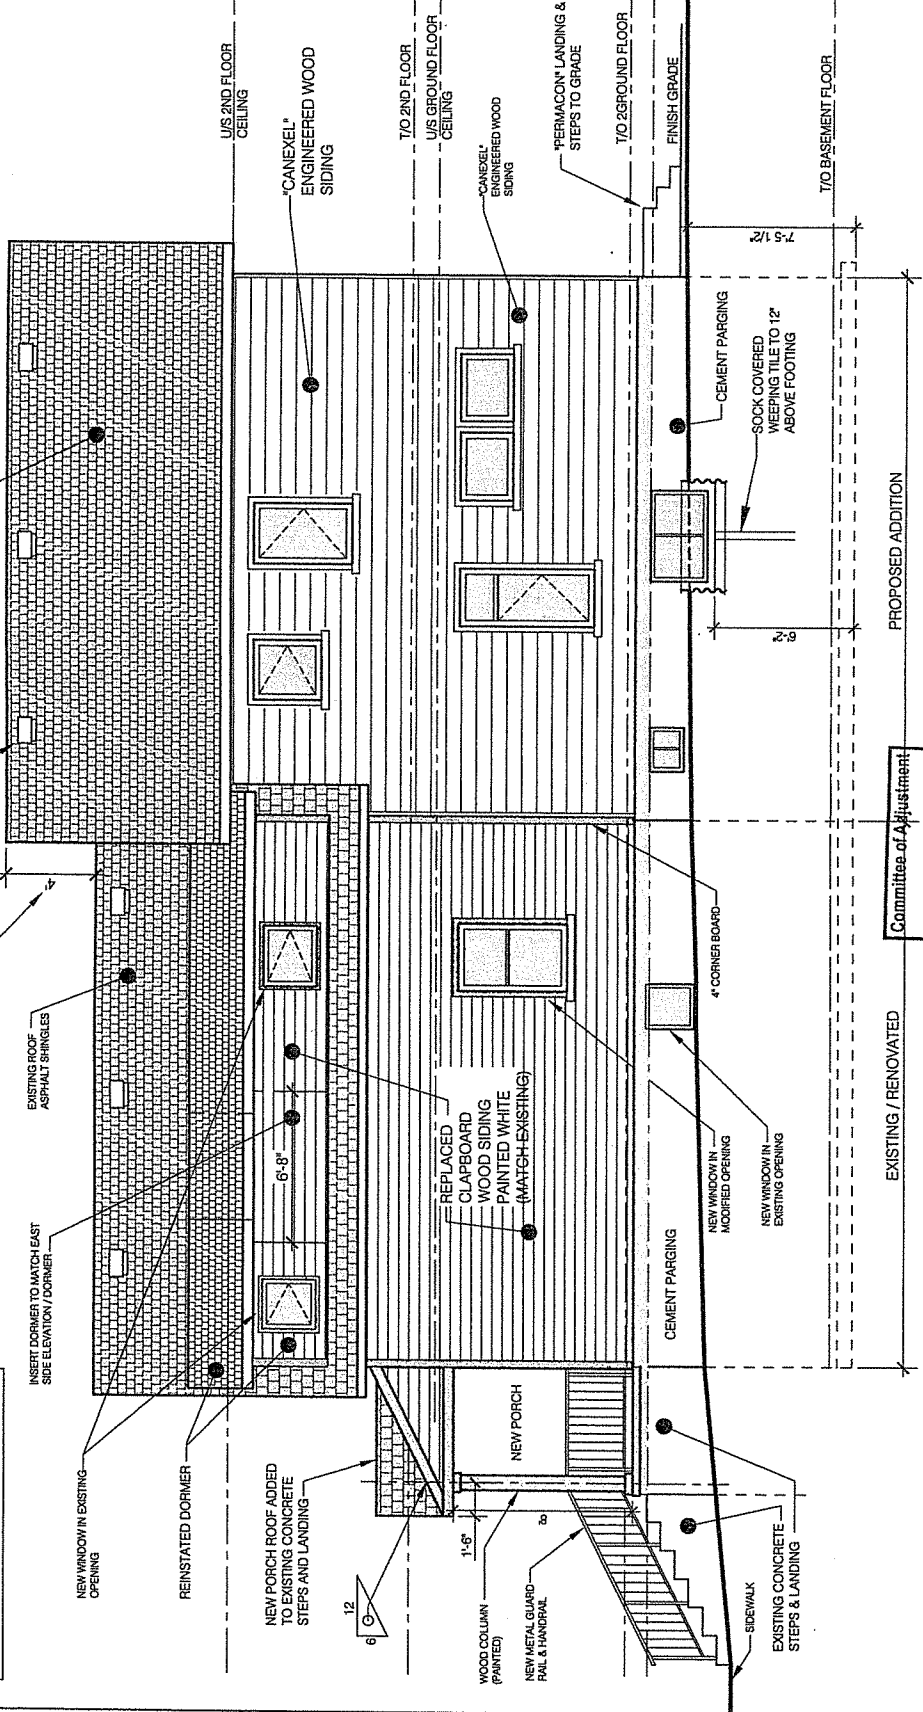 EXISTING ROOF
ASPHALT SHINGLES
4"
INSERT DORMER TO MATCH EAST
SIDE ELEVATION / DORMER
NEW WINDOW IN EXISTING
OPENING
REINSTATED DORMER
NEW PORCH ROOF ADDED
TO EXISTING CONCRETE
STEPS AND LANDING
12
6
1'-6"
8'
WOOD COLUMN
(PAINTED)
NEW METAL GUARD
RAIL & HANDRAIL
NEW PORCH
SIDEWALK
EXISTING CONCRETE
STEPS & LANDING
6'-8"
REPLACED
CLAPBOARD
WOOD SIDING
PAINTED WHITE
(MATCH EXISTING)
CEMENT PARGING
NEW WINDOW IN
MODIFIED OPENING
NEW WINDOW IN
EXISTING OPENING
4" CORNER BOARD
EXISTING / RENOVATED
U/S 2ND FLOOR
CEILING
"CANEXEL"
ENGINEERED WOOD
SIDING
T/O 2ND FLOOR
U/S GROUND FLOOR
CEILING
"CANEXEL"
ENGINEERED WOOD
SIDING
"PERMACON" LANDING &
STEPS TO GRADE
T/O 2GROUND FLOOR
FINISH GRADE
T/O BASEMENT FLOOR
7'-5 1/2"
CEMENT PARGING
SOCK COVERED
WEEPING TILE TO 12"
ABOVE FOOTING
6'-2"
PROPOSED ADDITION
Committee of Adjustment